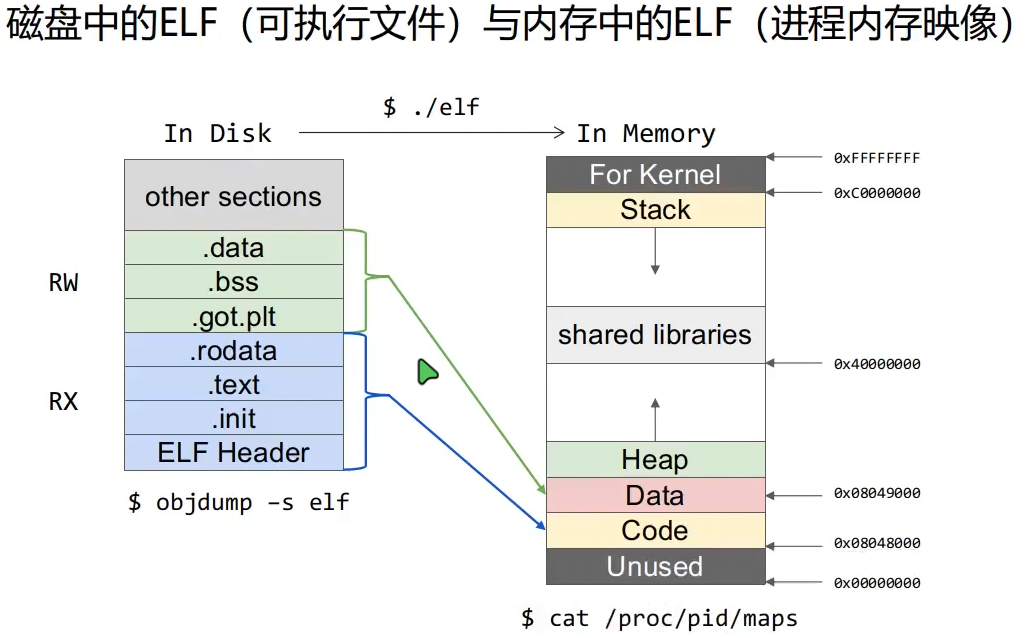 磁盘中的ELF（可执行文件）与内存中的ELF（进程内存映像）
$ ./elf
In Disk
In Memory
other sections
.data
.bss
.got.plt
.rodata
.text
.init
ELF Header
RW
RX
$ objdump –s elf
For Kernel
Stack
shared libraries
Heap
Data
Code
Unused
0xFFFFFFFF
0xC0000000
0x40000000
0x08049000
0x08048000
0x00000000
$ cat /proc/pid/maps